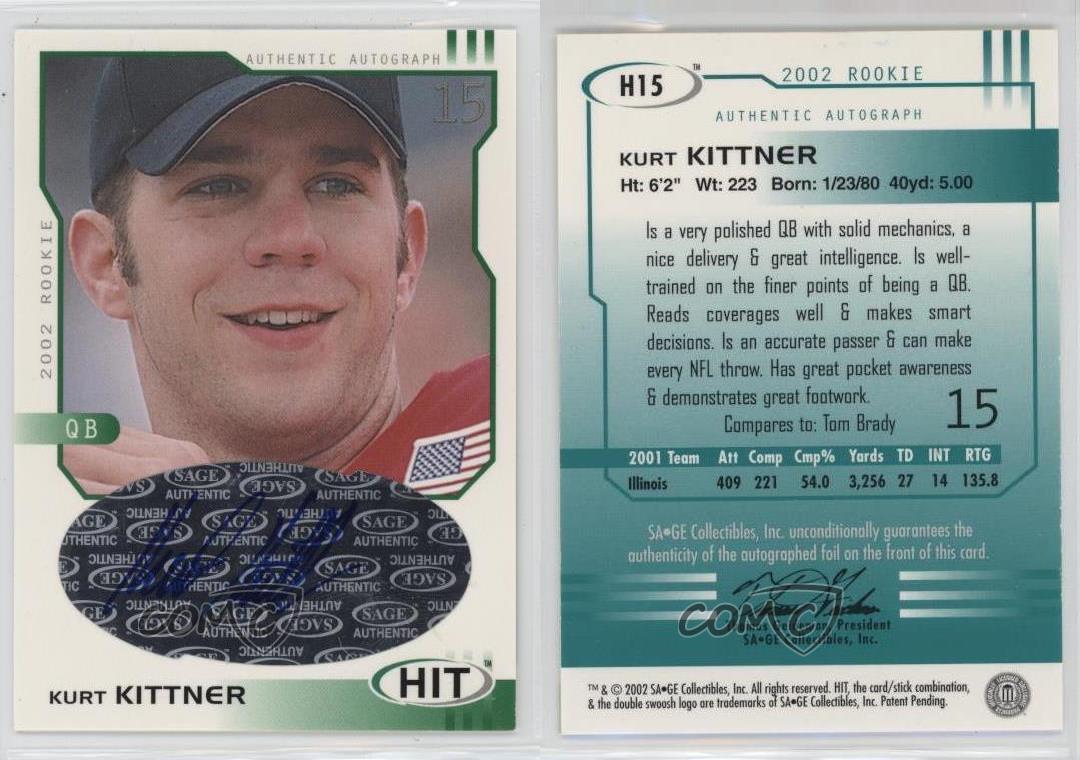 AUTHENTIC AUTOGRAPH
15
2002 ROOKIE
QB
SAGE
AUTHENTIC
COMC
HIT™
KURT KITTNER
H15™
2002 ROOKIE
AUTHENTIC AUTOGRAPH
KURT KITTNER
Ht: 6'2" Wt: 223 Born: 1/23/80 40yd: 5.00
Is a very polished QB with solid mechanics, a
nice delivery & great intelligence. Is well-
trained on the finer points of being a QB.
Reads coverages well & makes smart
decisions. Is an accurate passer & can make
every NFL throw. Has great pocket awareness
& demonstrates great footwork.
Compares to: Tom Brady
15
2001 Team Att Comp Cmp% Yards TD INT RTG
Illinois 409 221 54.0 3,256 27 14 135.8
SA•GE Collectibles, Inc. unconditionally guarantees the
authenticity of the autographed foil on the front of this card.
COMC
President
SA•GE Collectibles, Inc.
™ & © 2002 SA•GE Collectibles, Inc. All rights reserved. HIT, the card/stick combination,
& the double swoosh logo are trademarks of SA•GE Collectibles, Inc. Patent Pending.